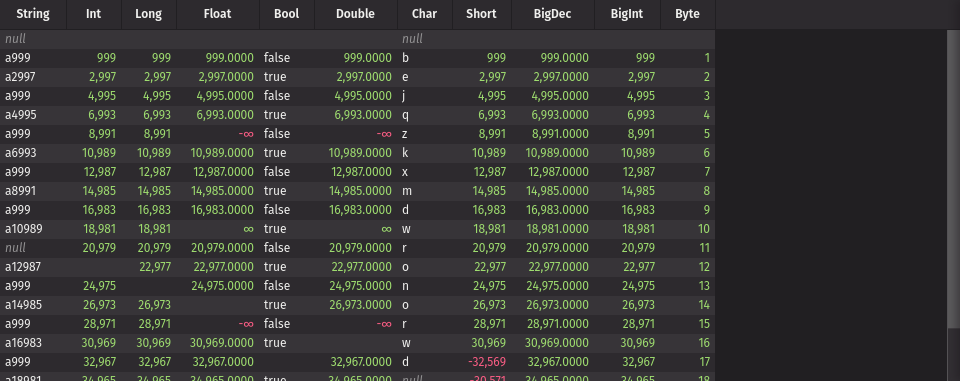 String Int Long Float Bool Double Char Short BigDec BigInt Byte
null null
a999 999 999 999.0000 false 999.0000 b 999 999.0000 999 1
a2997 2,997 2,997 2,997.0000 true 2,997.0000 e 2,997 2,997.0000 2,997 2
a999 4,995 4,995 4,995.0000 false 4,995.0000 j 4,995 4,995.0000 4,995 3
a4995 6,993 6,993 6,993.0000 true 6,993.0000 q 6,993 6,993.0000 6,993 4
a999 8,991 8,991 -∞ false -∞ z 8,991 8,991.0000 8,991 5
a6993 10,989 10,989 10,989.0000 true 10,989.0000 k 10,989 10,989.0000 10,989 6
a999 12,987 12,987 12,987.0000 false 12,987.0000 x 12,987 12,987.0000 12,987 7
a8991 14,985 14,985 14,985.0000 true 14,985.0000 m 14,985 14,985.0000 14,985 8
a999 16,983 16,983 16,983.0000 false 16,983.0000 d 16,983 16,983.0000 16,983 9
a10989 18,981 18,981 ∞ true ∞ w 18,981 18,981.0000 18,981 10
null 20,979 20,979 20,979.0000 false 20,979.0000 r 20,979 20,979.0000 20,979 11
a12987 22,977 22,977.0000 true 22,977.0000 o 22,977 22,977.0000 22,977 12
a999 24,975 24,975.0000 false 24,975.0000 n 24,975 24,975.0000 24,975 13
a14985 26,973 26,973 true 26,973.0000 o 26,973 26,973.0000 26,973 14
a999 28,971 28,971 -∞ false -∞ r 28,971 28,971.0000 28,971 15
a16983 30,969 30,969 30,969.0000 true w 30,969 30,969.0000 30,969 16
a999 32,967 32,967 32,967.0000 32,967.0000 d -32,569 32,967.0000 32,967 17
a18981 34,965 34,965 34,965.0000 true 34,965.0000 null -30,571 34,965.0000 34,965 18